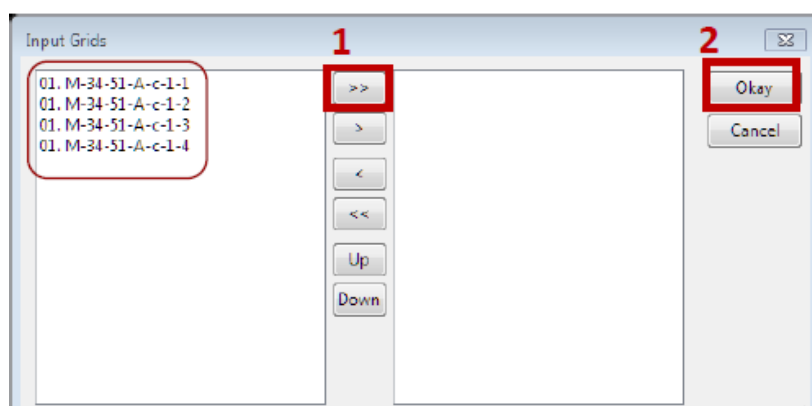 Input Grids
1
2
01. M-34-51-A-c-1-1
01. M-34-51-A-c-1-2
01. M-34-51-A-c-1-3
01. M-34-51-A-c-1-4
>>
>
<
<<
Up
Down
Okay
Cancel